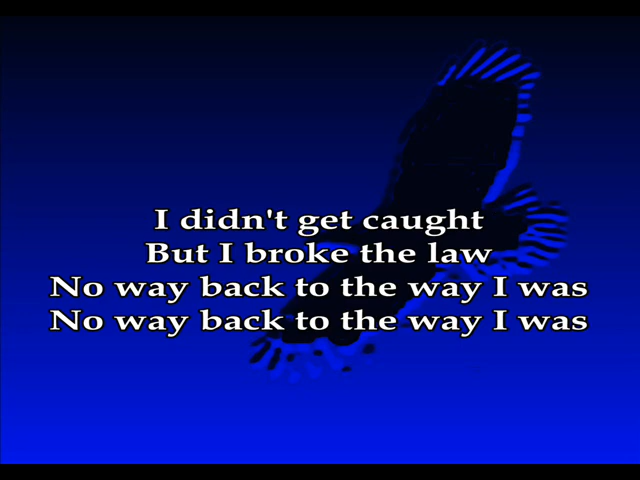 I didn't get caught
But I broke the law
No way back to the way I was
No way back to the way I was